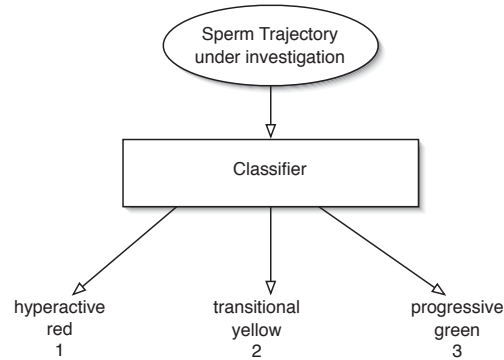 Sperm Trajectory
under investigation
Classifier
hyperactive
red
1
transitional
yellow
2
progressive
green
3